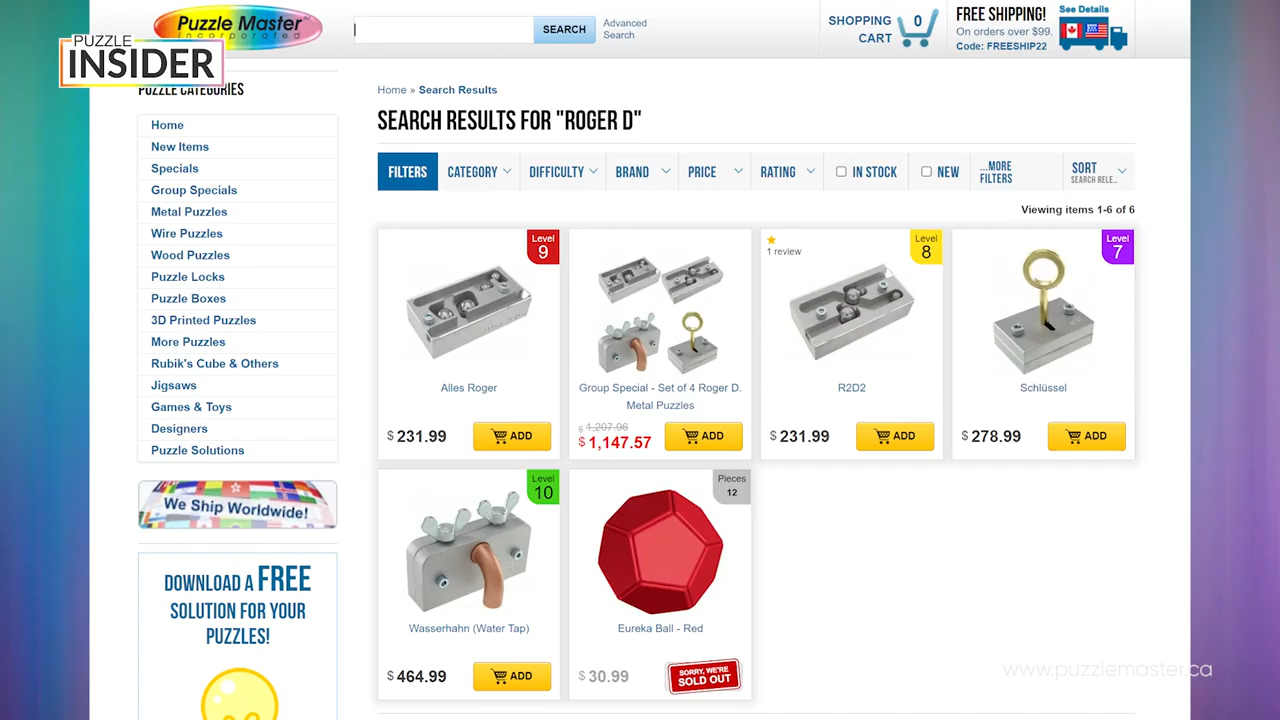 Puzzle Master
Incorporated
PUZZLE
INSIDER
SEARCH
Advanced
Search
SHOPPING
CART
0
FREE SHIPPING!
On orders over $99.
Code: FREESHIP22
See Details
PUZZLE CATEGORIES
Home
New Items
Specials
Group Specials
Metal Puzzles
Wire Puzzles
Wood Puzzles
Puzzle Locks
Puzzle Boxes
3D Printed Puzzles
More Puzzles
Rubik's Cube & Others
Jigsaws
Games & Toys
Designers
Puzzle Solutions
We Ship Worldwide!
DOWNLOAD A FREE
SOLUTION FOR YOUR
PUZZLES!
Home » Search Results
SEARCH RESULTS FOR "ROGER D"
FILTERS
CATEGORY
DIFFICULTY
BRAND
PRICE
RATING
IN STOCK
NEW
...MORE
FILTERS
SORT
SEARCH RELE...
Viewing items 1-6 of 6
Level
9
Alles Roger
$ 231.99
ADD
Group Special - Set of 4 Roger D.
Metal Puzzles
$ 1,207.96
$ 1,147.57
ADD
1 review
Level
8
R2D2
$ 231.99
ADD
Level
7
Schlüssel
$ 278.99
ADD
Level
10
Wasserhahn (Water Tap)
$ 464.99
ADD
Pieces
12
Eureka Ball - Red
$ 30.99
SORRY, WE'RE
SOLD OUT
www.puzzlemaster.ca